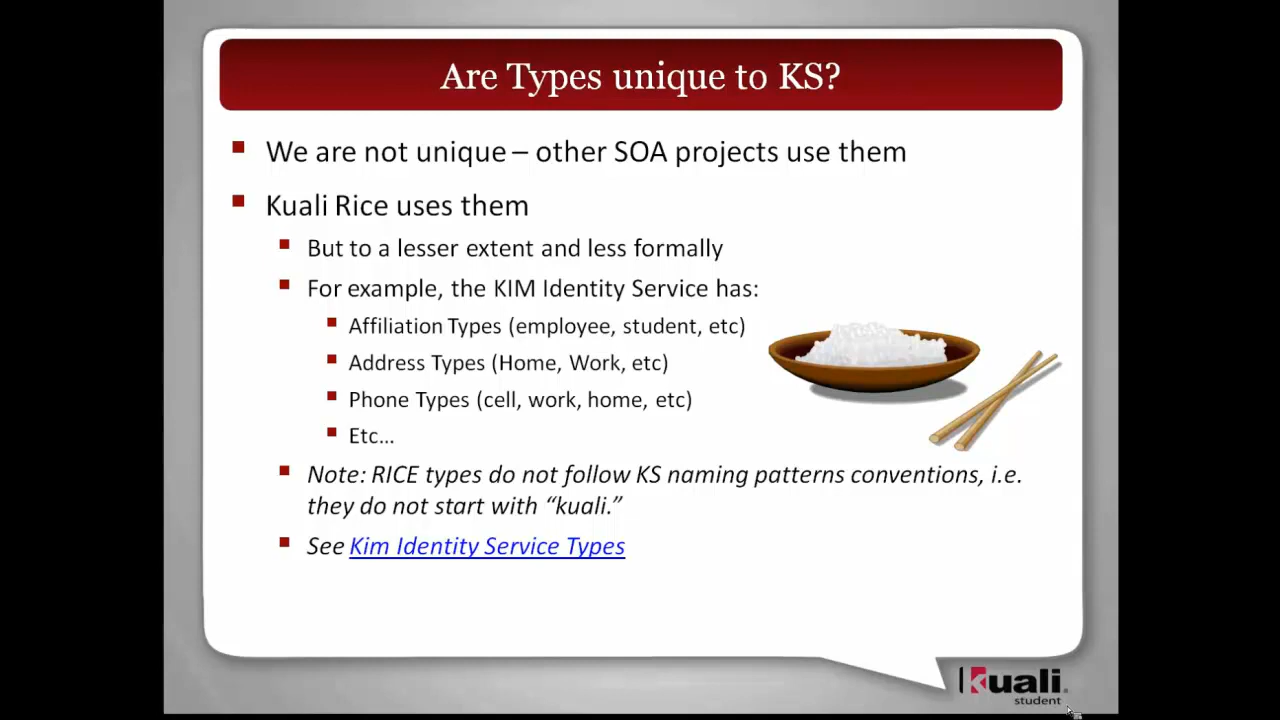 Are Types unique to KS?
We are not unique – other SOA projects use them
Kuali Rice uses them
But to a lesser extent and less formally
For example, the KIM Identity Service has:
Affiliation Types (employee, student, etc)
Address Types (Home, Work, etc)
Phone Types (cell, work, home, etc)
Etc…
Note: RICE types do not follow KS naming patterns conventions, i.e.
they do not start with “kuali.”
See Kim Identity Service Types
Kuali
student